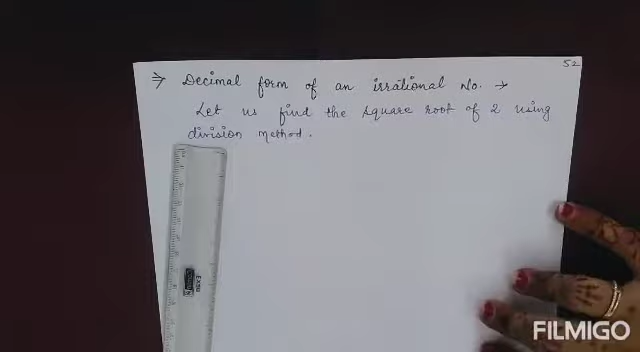 52
⇒ Decimal form of an irrational No. →
Let us find the square root of 2 using
division method.
FILMIGO